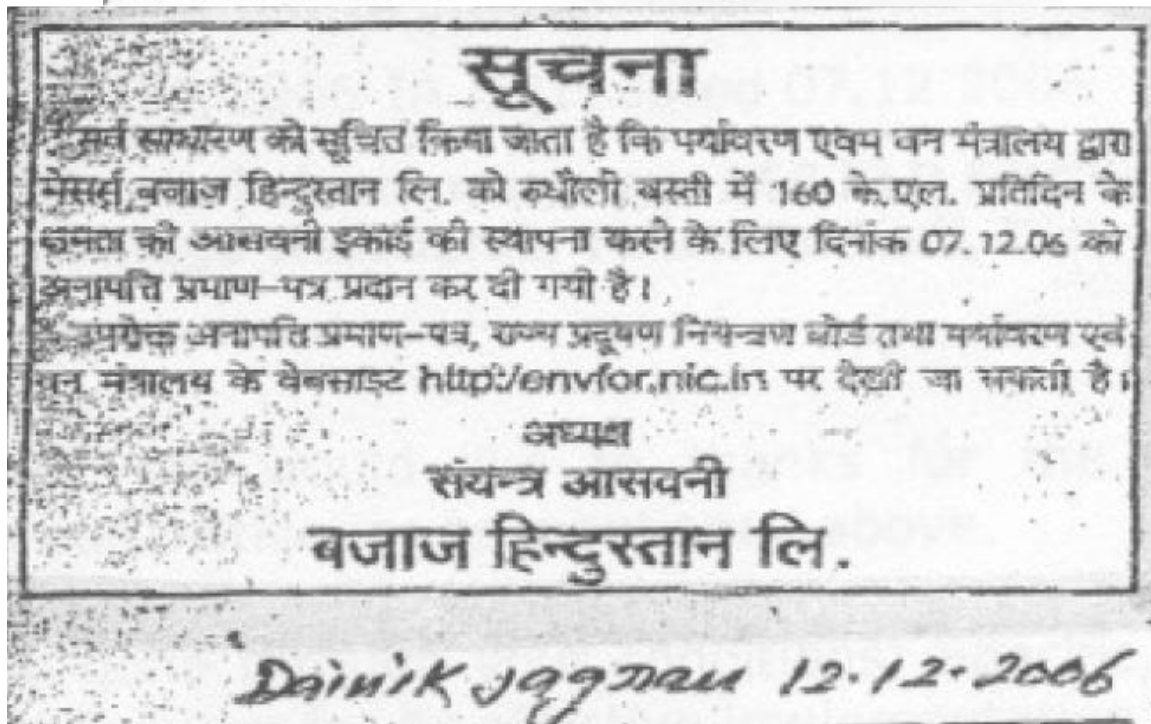 सूचना
सर्व साधारण को सूचित किया जाता है कि पर्यावरण एवम वन मंत्रालय द्वारा
मेसर्स बजाज हिन्दुस्तान लि. को रुधौली बस्ती में 160 के.एल. प्रतिदिन के
क्षमता की आसवनी इकाई की स्थापना करने के लिए दिनांक 07.12.06 को
अनापत्ति प्रमाण-पत्र प्रदान कर दी गयी है।
उपरोक्त अनापत्ति प्रमाण-पत्र, राज्य प्रदूषण नियन्त्रण बोर्ड तथा पर्यावरण एवं
वन मंत्रालय के वेबसाइट http:/envfor.nic.in पर देखी जा सकती है।
अध्यक्ष
संयन्त्र आसवनी
बजाज हिन्दुस्तान लि.
Dainik Jagran 12.12.2006